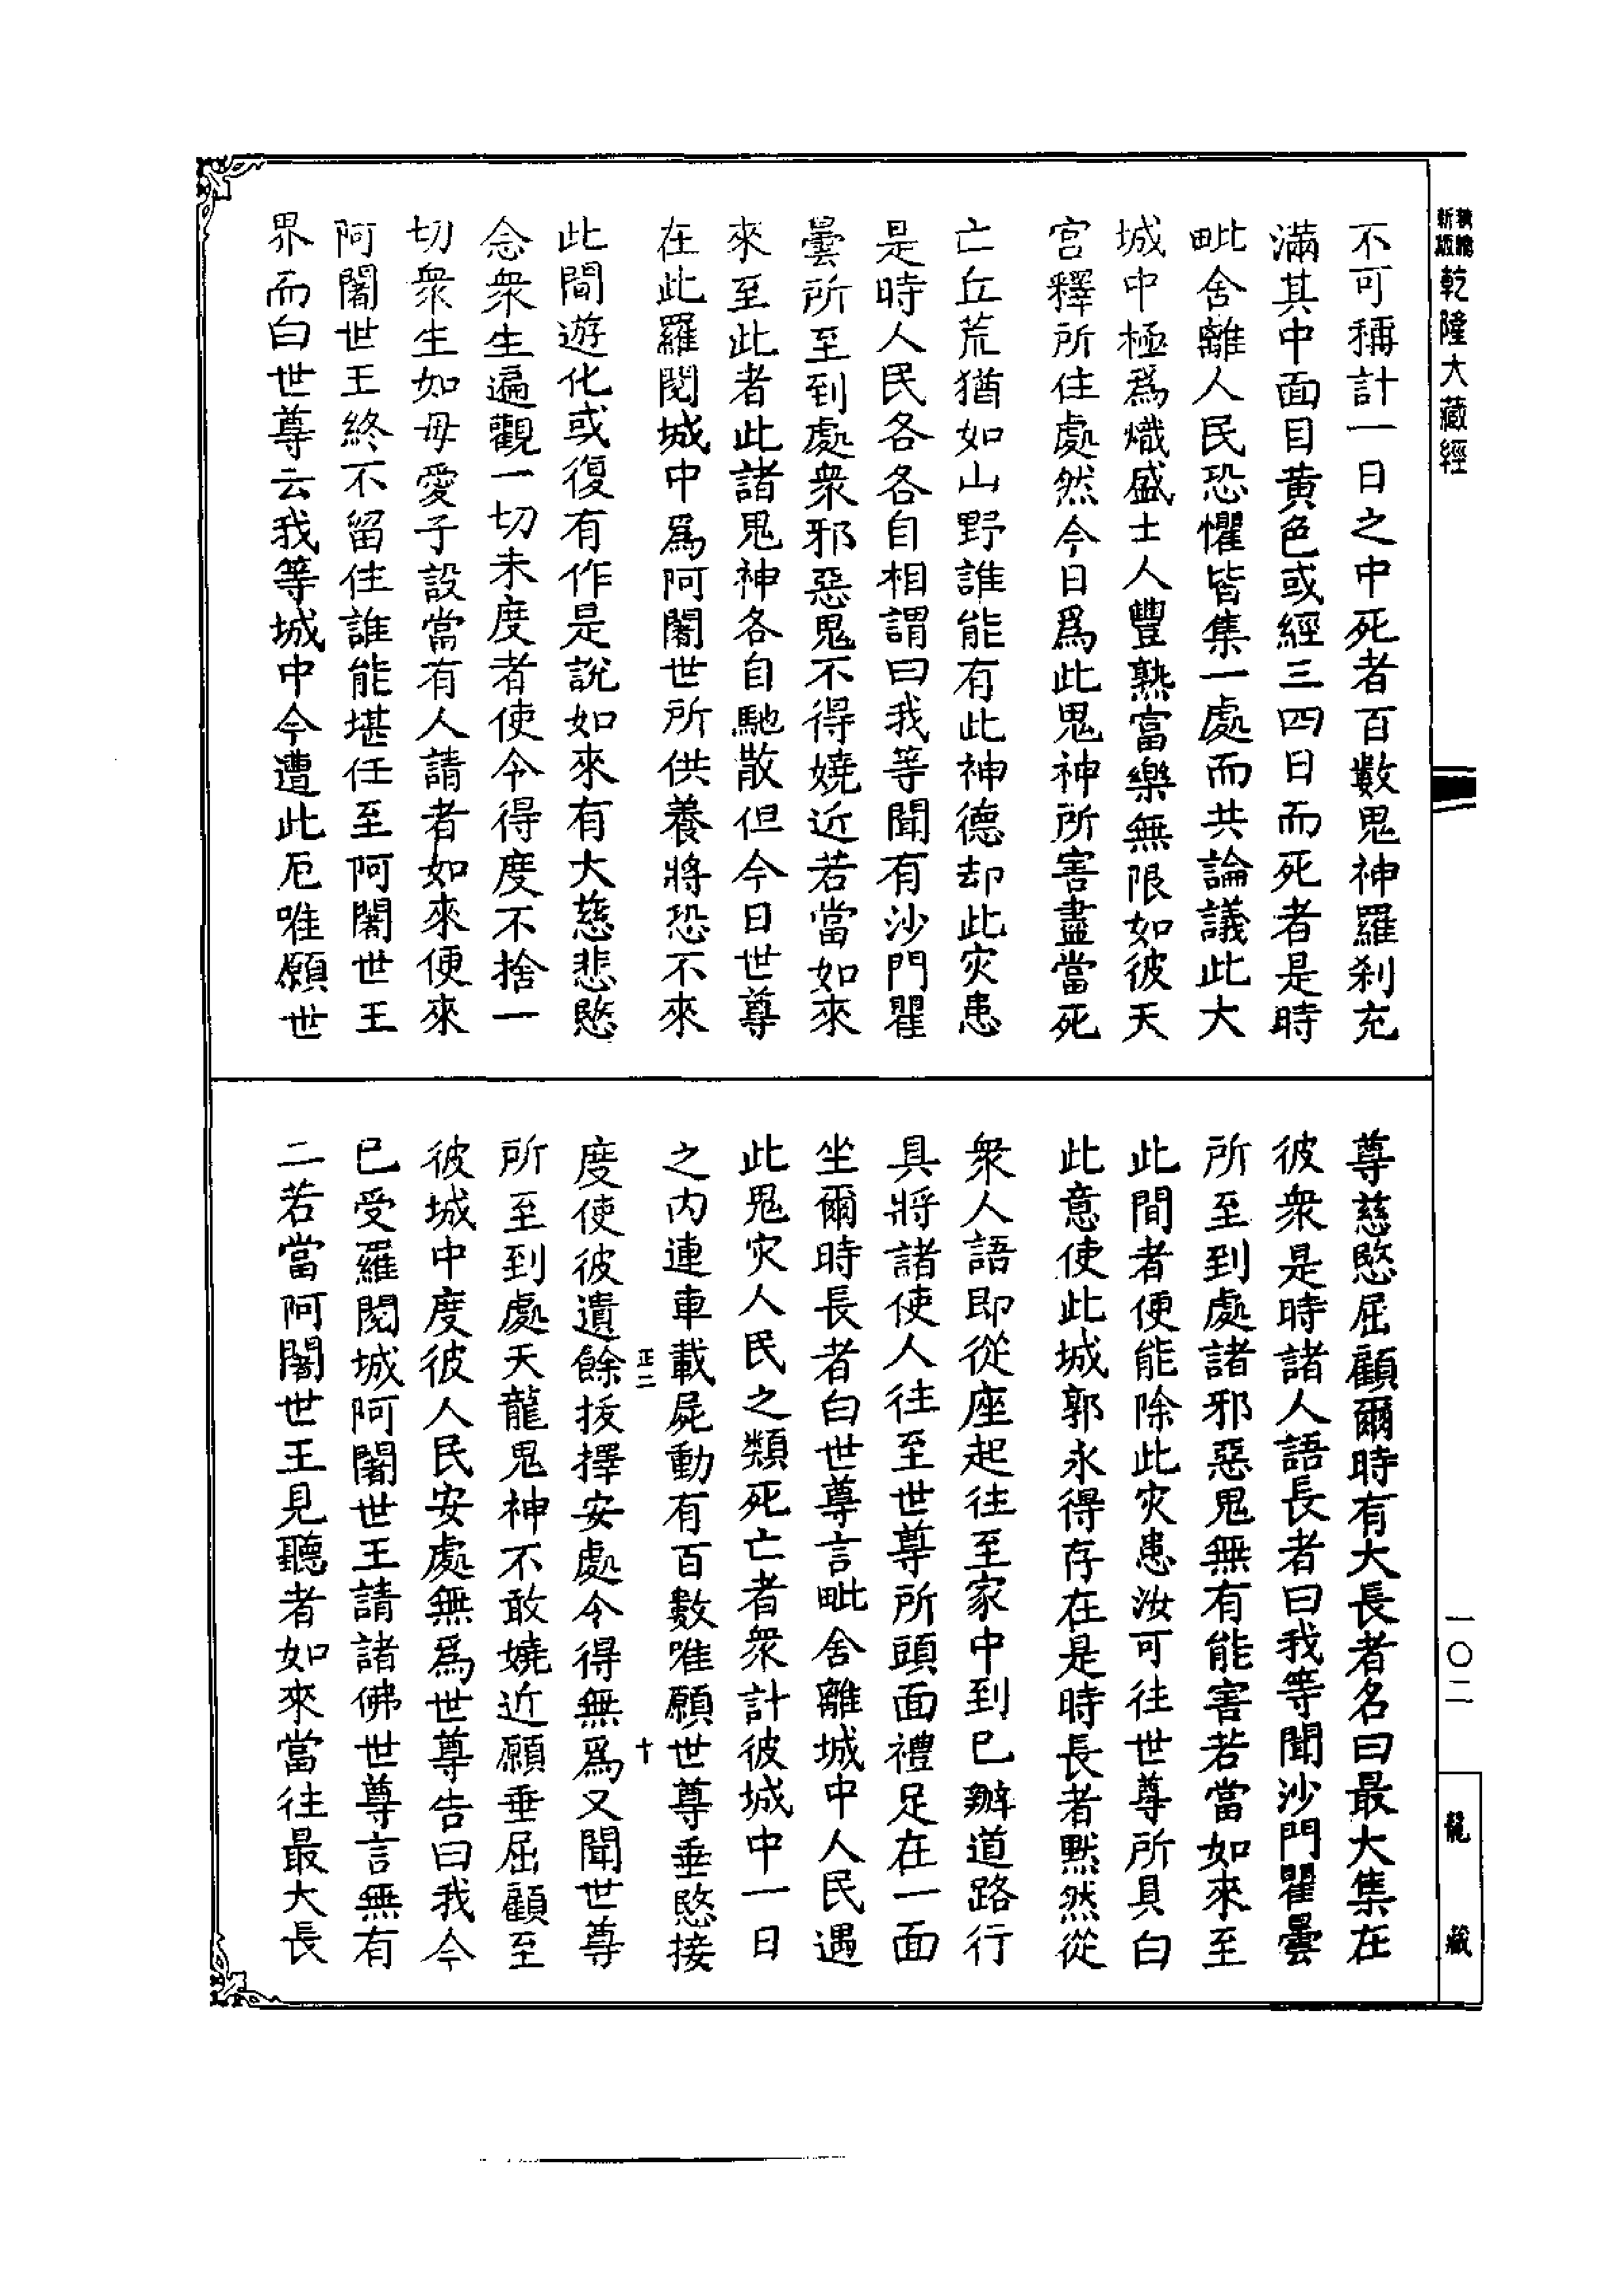 乾隆大藏經
不可稱計一日之中死者百數鬼神羅刹充
滿其中面目黃色或經三四日而死者是時
毗舍離人民恐懼皆集一處而共論議此大
城中極爲熾盛士人豐熟富樂無限如彼天
宮釋所住處然今日爲此鬼神所害盡當死
亡丘荒猶如山野誰能有此神德却此灾患
是時人民各各自相謂曰我等聞有沙門瞿
曇所至到處衆邪惡鬼不得嬈近若當如來
來至此者此諸鬼神各自馳散但今日世尊
在此羅閱城中爲阿闍世所供養將恐不來
此間遊化或復有作是說如來有大慈悲愍
念衆生遍觀一切未度者使令得度不捨一
切衆生如母愛子設當有人請者如來便來
阿闍世王終不留住誰能堪任至阿闍世王
界而白世尊云我等城中今遭此厄唯願世
尊慈愍屈顧爾時有大長者名曰最大集在
彼衆是時諸人語長者曰我等聞沙門瞿曇
所至到處諸邪惡鬼無有能害若當如來至
此間者便能除此灾患汝可往世尊所具白
此意使此城郭永得存在是時長者默然從
衆人語即從座起往至家中到已辦道路行
具將諸使人往至世尊所頭面禮足在一面
坐爾時長者白世尊言毗舍離城中人民遇
此鬼灾人民之類死亡者衆計彼城中一日
之内連車載屍動有百數唯願世尊垂愍接
正二
十
度使彼遺餘拔擇安處令得無爲又聞世尊
所至到處天龍鬼神不敢嬈近願垂屈顧至
彼城中度彼人民安處無爲世尊告曰我今
已受羅閱城阿闍世王請諸佛世尊言無有
二若當阿闍世王見聽者如來當往最大長
一〇二
龍藏